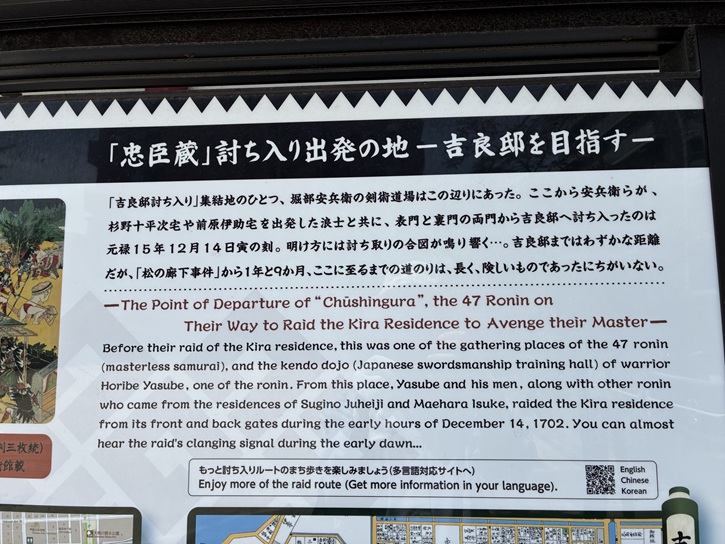 「忠臣蔵」討ち入り出発の地 ー吉良邸を目指すー
「吉良邸討ち入り」集結地のひとつ、堀部安兵衛の剣術道場はこの辺りにあった。ここから安兵衛らが、
杉野十平次宅や前原伊助宅を出発した浪士と共に、表門と裏門の両門から吉良邸へ討ち入ったのは
元禄15年12月14日寅の刻。明け方には討ち取りの合図が鳴り響く…。吉良邸まではわずかな距離
だが、「松の廊下事件」から1年と9か月、ここに至るまでの道のりは、長く、険しいものであったにちがいない。
ーThe Point of Departure of “Chūshingura”, the 47 Ronin on
Their Way to Raid the Kira Residence to Avenge their Masterー
Before their raid of the Kira residence, this was one of the gathering places of the 47 ronin
(masterless samurai), and the kendo dojo (Japanese swordsmanship training hall) of warrior
Horibe Yasube, one of the ronin. From this place, Yasube and his men, along with other ronin
who came from the residences of Sugino Juheiji and Maehara Isuke, raided the Kira residence
from its front and back gates during the early hours of December 14, 1702. You can almost
hear the raid's clanging signal during the early dawn...
三枚続)
館蔵
もっと討ち入りルートのまち歩きを楽しみましょう(多言語対応サイトへ)
Enjoy more of the raid route (Get more information in your language).
English
Chinese
Korean
吉